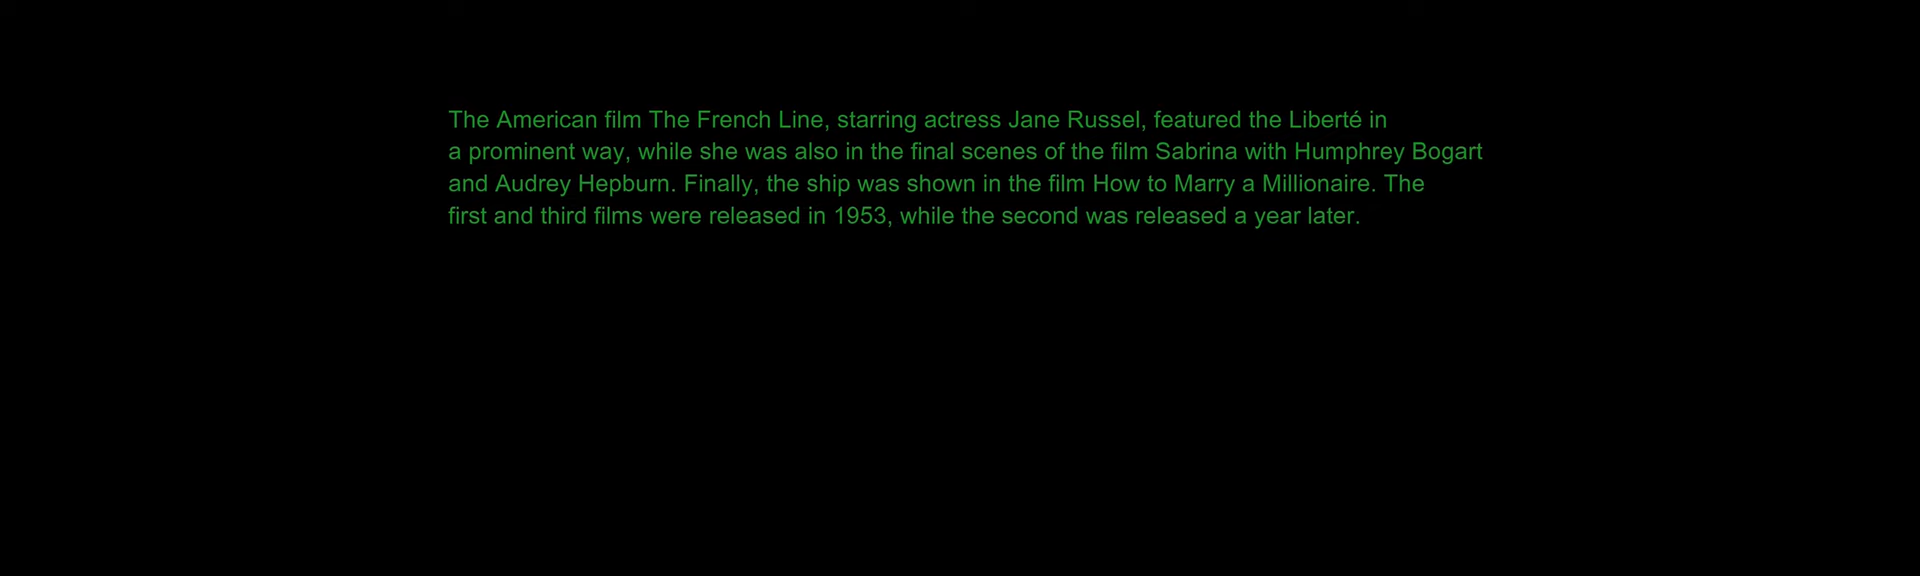 The American film The French Line, starring actress Jane Russel, featured the Liberté in
a prominent way, while she was also in the final scenes of the film Sabrina with Humphrey Bogart
and Audrey Hepburn. Finally, the ship was shown in the film How to Marry a Millionaire. The
first and third films were released in 1953, while the second was released a year later.